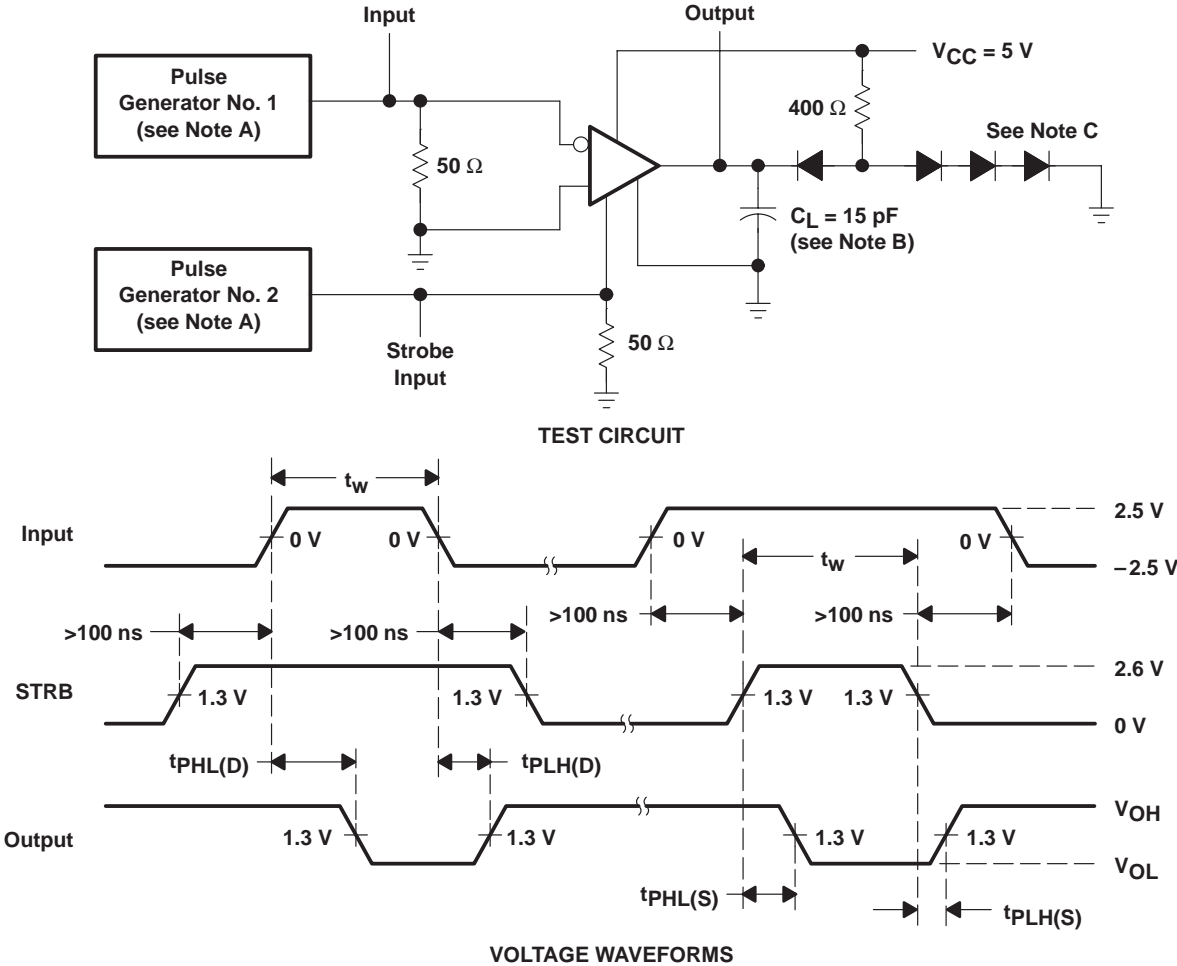 Input
Output
Pulse
Generator No. 1
(see Note A)
VCC = 5 V
400 Ω
See Note C
50 Ω
CL = 15 pF
(see Note B)
Pulse
Generator No. 2
(see Note A)
50 Ω
Strobe
Input
TEST CIRCUIT
tw
Input
0 V
0 V
0 V
0 V
2.5 V
−2.5 V
tw
>100 ns
>100 ns
>100 ns
>100 ns
STRB
1.3 V
1.3 V
1.3 V
1.3 V
2.6 V
0 V
tPHL(D)
tPLH(D)
Output
1.3 V
1.3 V
1.3 V
1.3 V
VOH
VOL
tPHL(S)
tPLH(S)
VOLTAGE WAVEFORMS